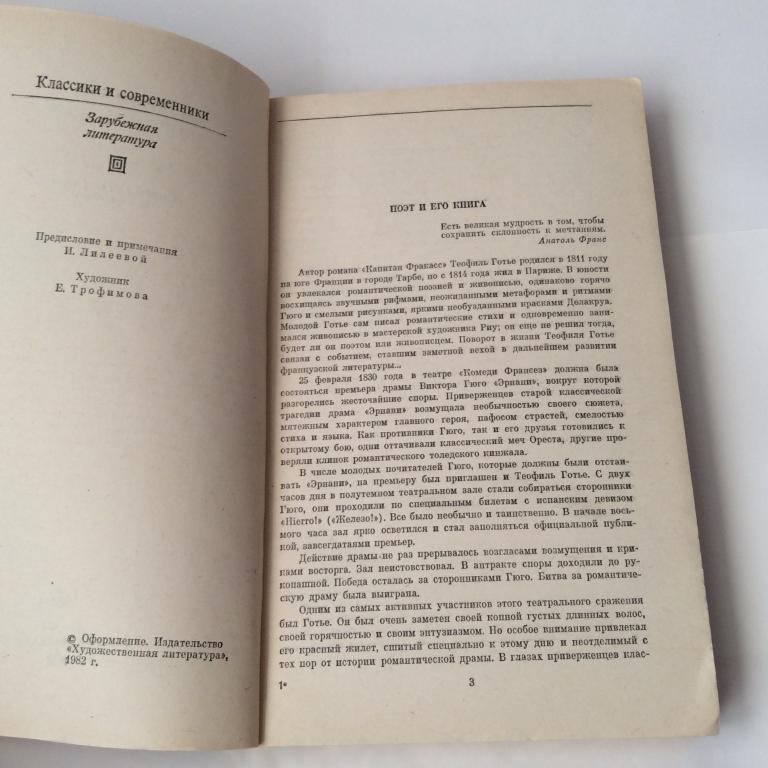 Классики и современники
Зарубежная
литература
Предисловие и примечания
И. Лилеевой
Художник
Е. Трофимова
© Оформление. Издательство
«Художественная литература»,
1982 г.
ПОЭТ И ЕГО КНИГА
Есть великая мудрость в том, чтобы
сохранить склонность к мечтаниям.
Анатоль Франс
Автор романа «Капитан Фракасс» Теофиль Готье родился в 1811 году
на юге Франции в городе Тарбе, но с 1814 года жил в Париже. В юности
он увлекался романтической поэзией и живописью, одинаково горячо
восхищаясь звучными рифмами, неожиданными метафорами и ритмами
Гюго и смелыми рисунками, яркими необузданными красками Делакруа.
Молодой Готье сам писал романтические стихи и одновременно зани-
мался живописью в мастерской художника Риу; он еще не решил тогда,
будет ли он поэтом или живописцем. Поворот в жизни Теофиля Готье
связан с событием, ставшим заметной вехой в дальнейшем развитии
французской литературы...
25 февраля 1830 года в театре «Комеди Франсез» должна была
состояться премьера драмы Виктора Гюго «Эрнани», вокруг которой
разгорелись жесточайшие споры. Приверженцев старой классической
трагедии драма «Эрнани» возмущала необычностью своего сюжета,
мятежным характером главного героя, пафосом страстей, смелостью
стиха и языка. Как противники Гюго, так и его друзья готовились к
открытому бою, одни оттачивали классический меч Ореста, другие про-
веряли клинок романтического толедского кинжала.
В числе молодых почитателей Гюго, которые должны были отстаи-
вать «Эрнани», на премьеру был приглашен и Теофиль Готье. С двух
часов дня в полутемном театральном зале стали собираться сторонники
Гюго, они проходили по специальным билетам с испанским девизом
«Hierro!» («Железо!»). Все было необычно и таинственно. В начале вось-
мого часа зал ярко осветился и стал заполняться официальной публи-
кой, завсегдатаями премьер.
Действие драмы не раз прерывалось возгласами возмущения и кри-
ками восторга. Зал неистовствовал. В антракте споры доходили до ру-
копашной. Победа осталась за сторонниками Гюго. Битва за романтиче-
скую драму была выиграна.
Одним из самых активных участников этого театрального сражения
был Готье. Он был очень заметен своей копной густых длинных волос,
своей горячностью и своим энтузиазмом. Но особое внимание привлекал
его красный жилет, сшитый специально к этому дню и неотделимый с
тех пор от истории романтической драмы. В глазах приверженцев клас-
1*
3